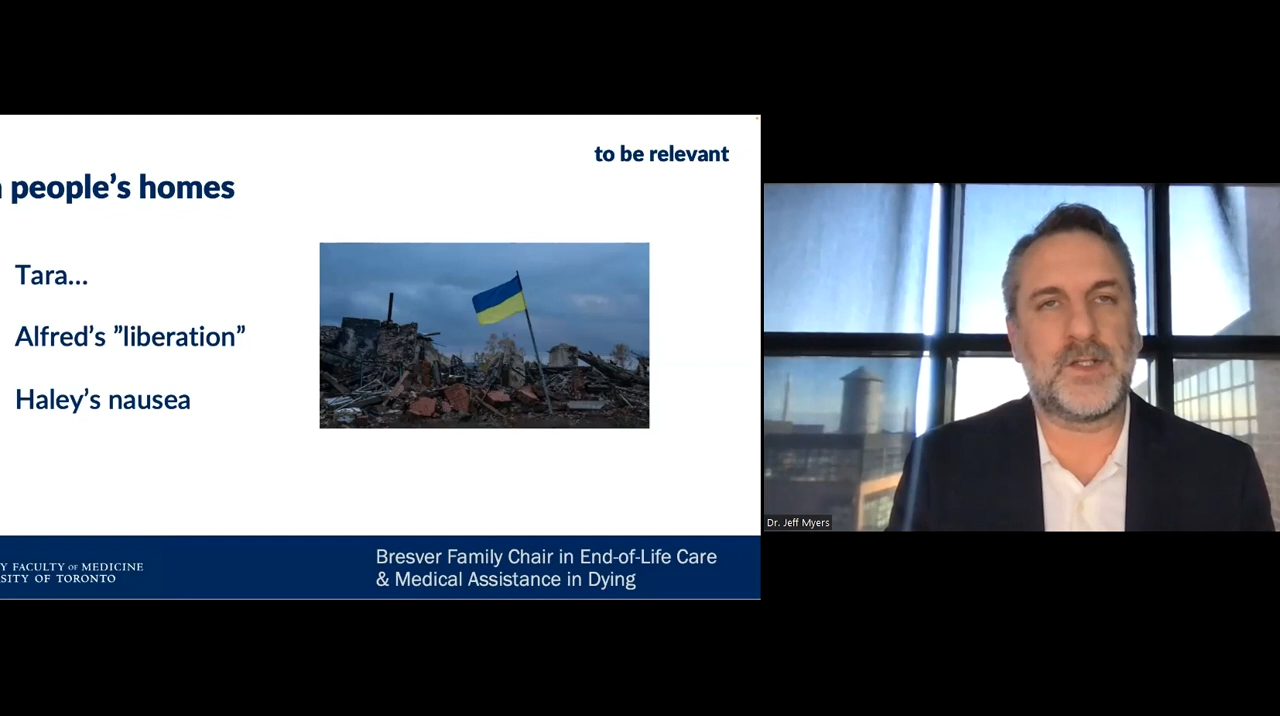 to be relevant
people’s homes
Tara...
Alfred’s ”liberation”
Haley’s nausea
Y FACULTY OF MEDICINE
SITY OF TORONTO
Bresver Family Chair in End-of-Life Care
& Medical Assistance in Dying
Dr. Jeff Myers